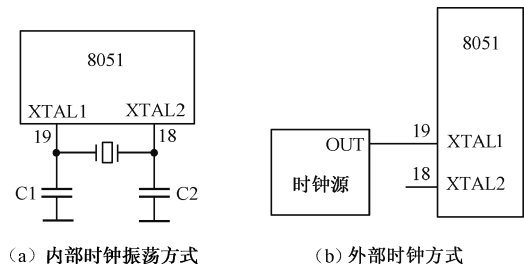 8051
XTAL1 XTAL2
19 18
C1 C2
(a) 内部时钟振荡方式
8051
OUT 19 XTAL1
时钟源 18 XTAL2
(b) 外部时钟方式